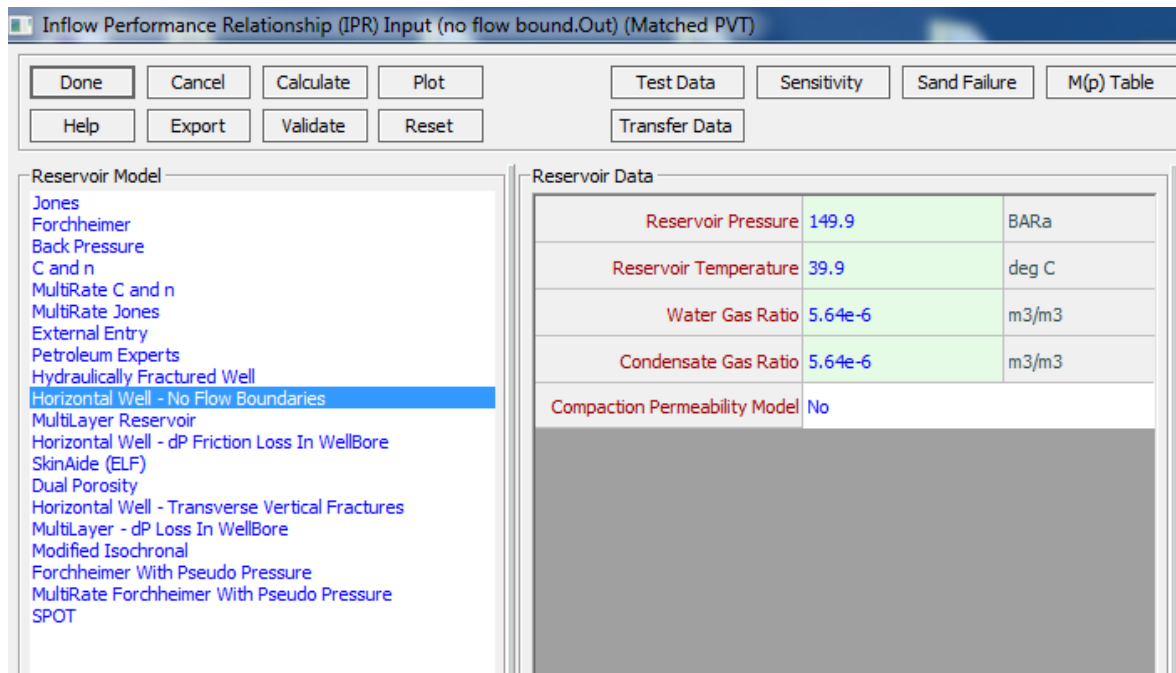 Inflow Performance Relationship (IPR) Input (no flow bound.Out) (Matched PVT)
Done Cancel Calculate Plot Test Data Sensitivity Sand Failure M(p) Table
Help Export Validate Reset Transfer Data
Reservoir Model
Jones
Forchheimer
Back Pressure
C and n
MultiRate C and n
MultiRate Jones
External Entry
Petroleum Experts
Hydraulically Fractured Well
Horizontal Well - No Flow Boundaries
MultiLayer Reservoir
Horizontal Well - dP Friction Loss In WellBore
SkinAide (ELF)
Dual Porosity
Horizontal Well - Transverse Vertical Fractures
MultiLayer - dP Loss In WellBore
Modified Isochronal
Forchheimer With Pseudo Pressure
MultiRate Forchheimer With Pseudo Pressure
SPOT
Reservoir Data
Reservoir Pressure 149.9 BARa
Reservoir Temperature 39.9 deg C
Water Gas Ratio 5.64e-6 m3/m3
Condensate Gas Ratio 5.64e-6 m3/m3
Compaction Permeability Model No